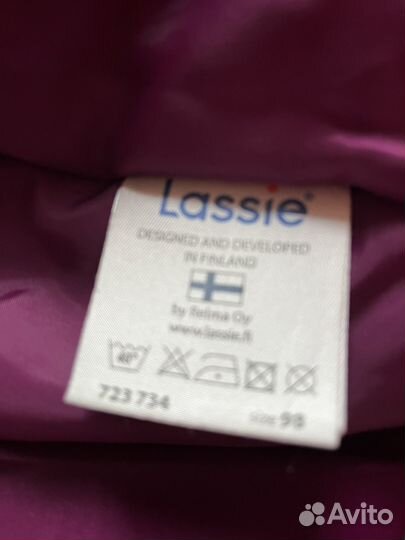 Lassie®
DESIGNED AND DEVELOPED
IN FINLAND
by Reima Oy
www.lassie.fi
40°
723 734
Size 98
Avito